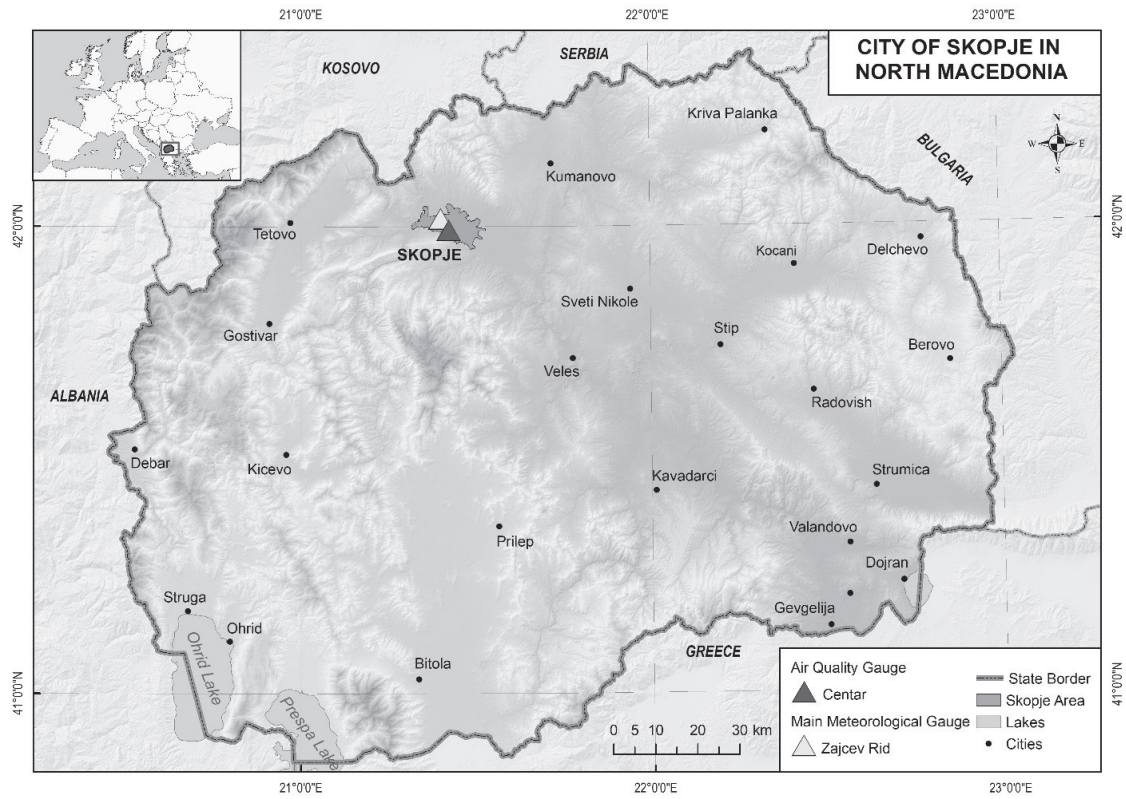 21°0'0"E 22°0'0"E 23°0'0"E
CITY OF SKOPJE IN
NORTH MACEDONIA
SERBIA
KOSOVO
Kriva Palanka
N
W E
S
BULGARIA
Kumanovo
42°0'0"N
42°0'0"N
Tetovo
SKOPJE
Kocani
Delchevo
Sveti Nikole
Gostivar
Stip
Berovo
Veles
ALBANIA
Radovish
Debar
Kicevo
Kavadarci
Strumica
Prilep
Valandovo
Dojran
Struga
Gevgelija
Ohrid
Ohrid Lake
GREECE
Bitola
Prespa Lake
41°0'0"N
41°0'0"N
0 5 10 20 30 km
Air Quality Gauge
Centar
Main Meteorological Gauge
Zajcev Rid
State Border
Skopje Area
Lakes
Cities
21°0'0"E 22°0'0"E 23°0'0"E